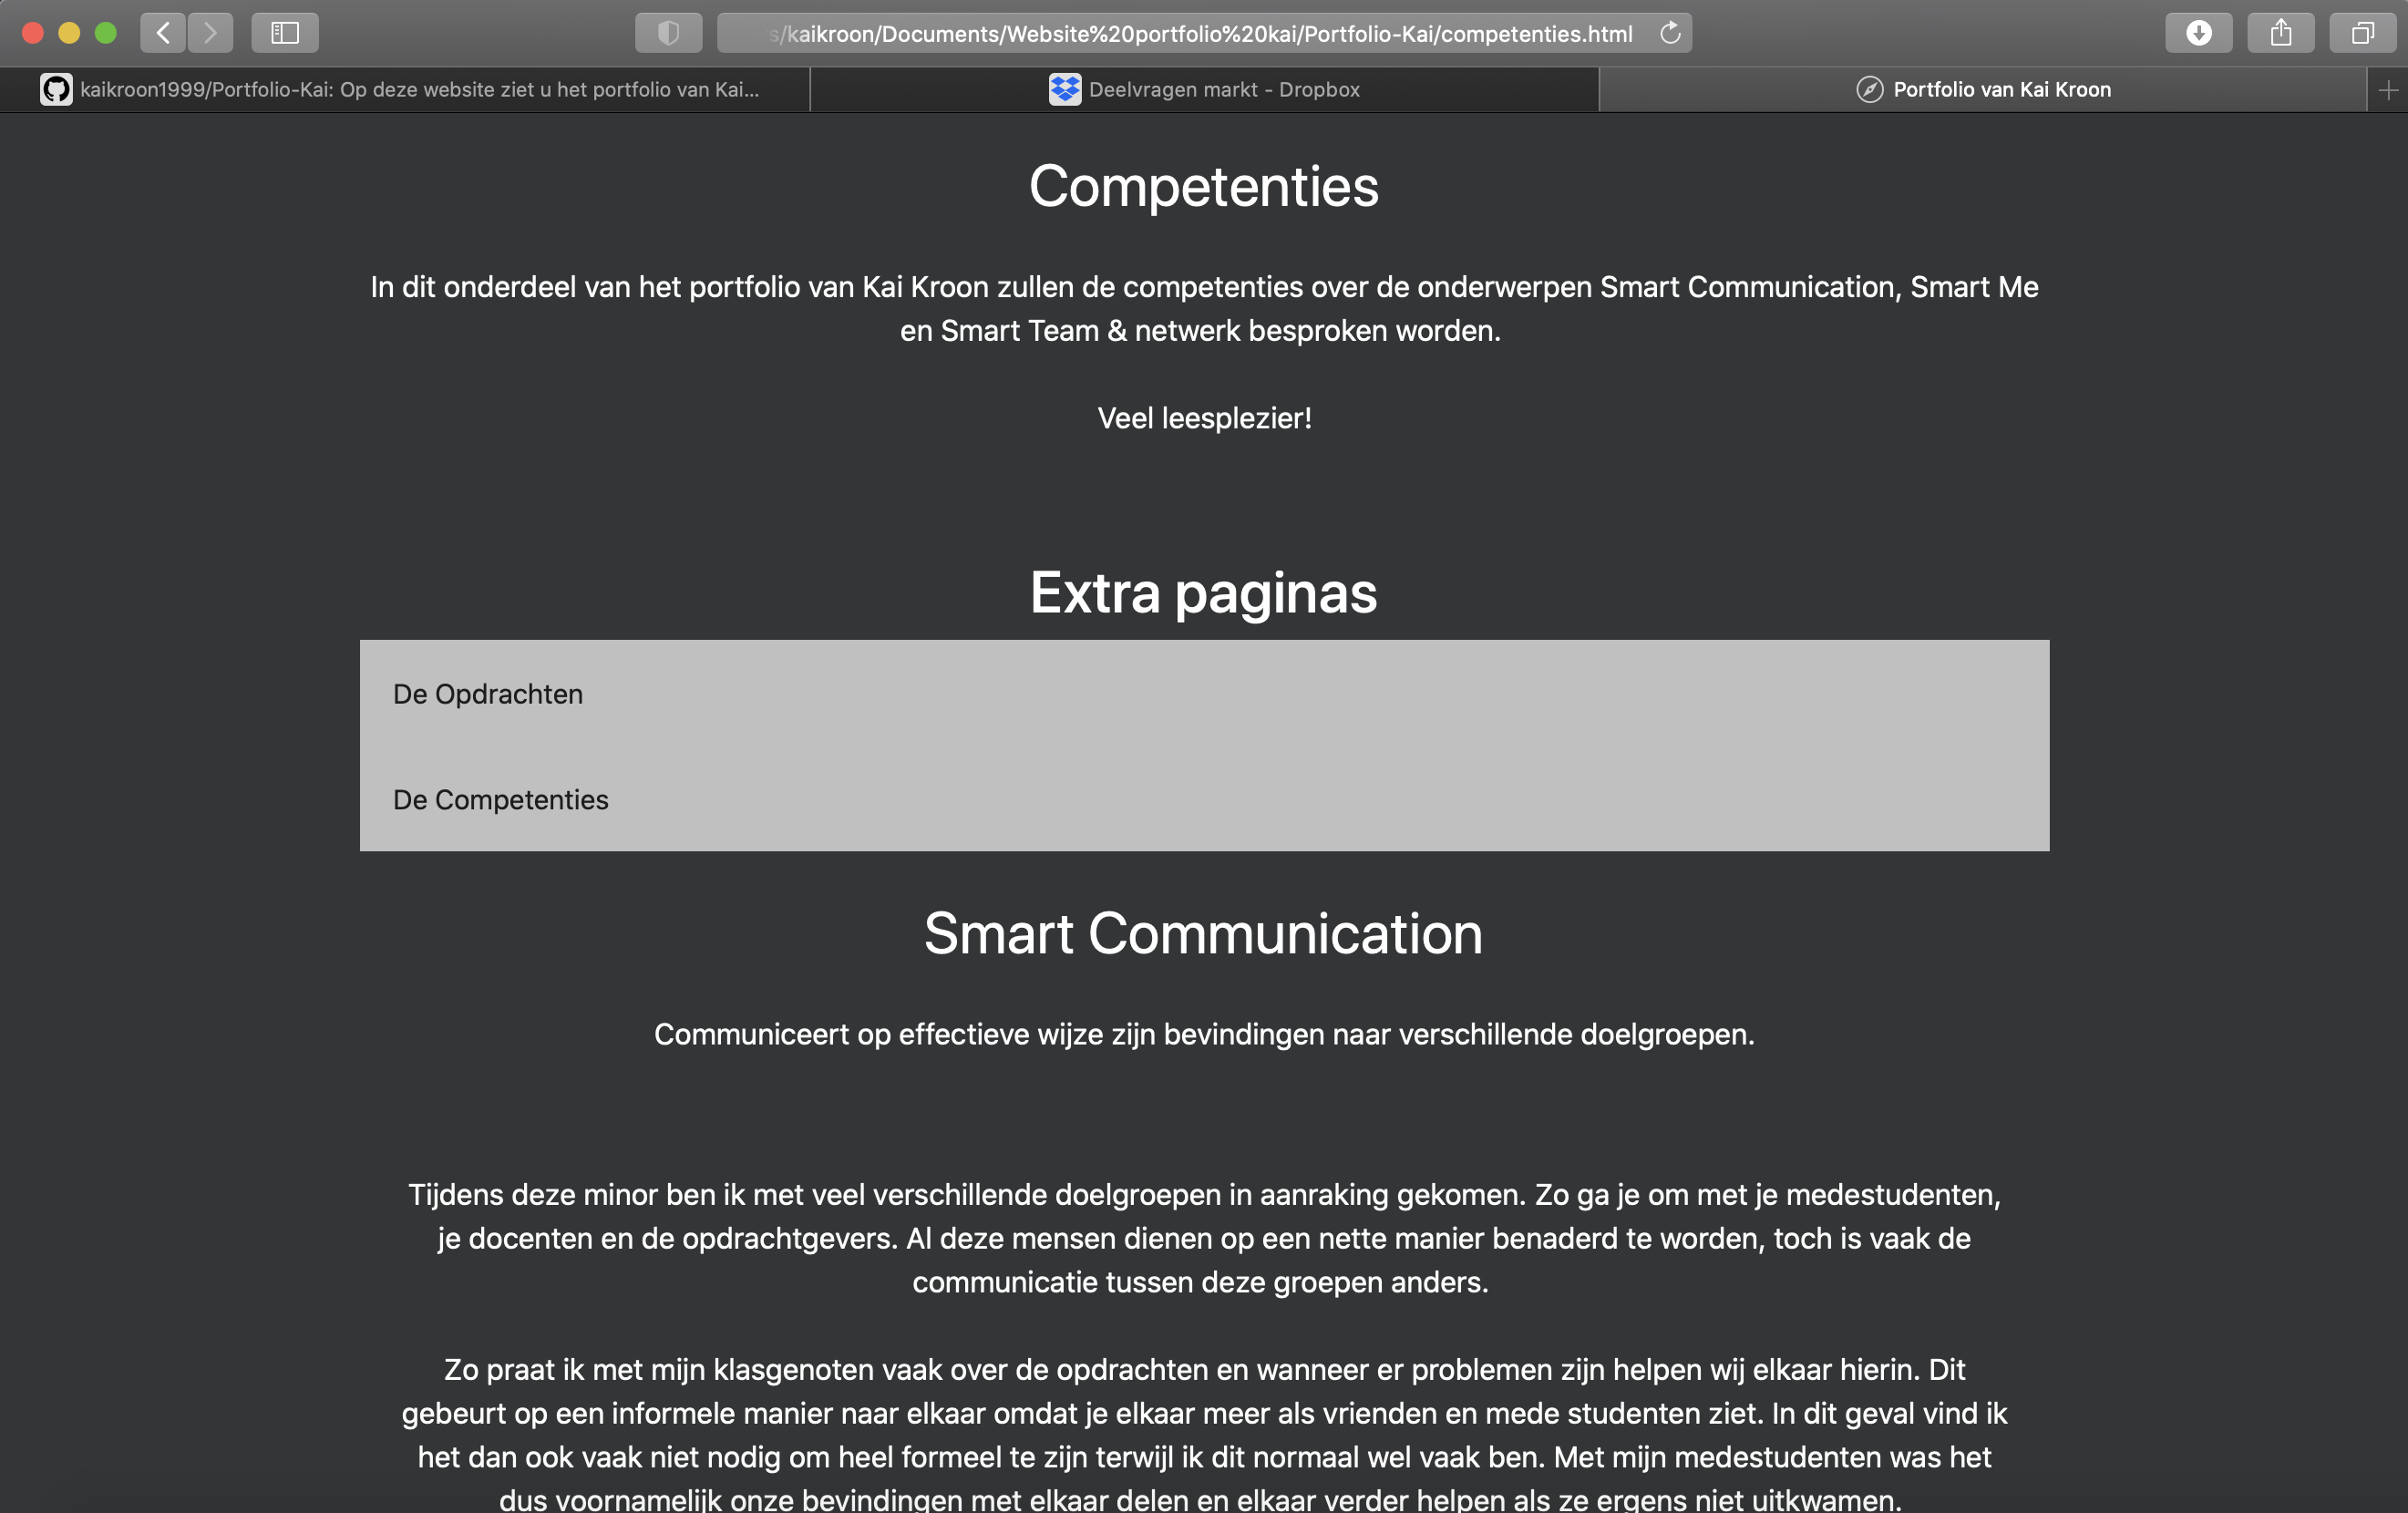 s/kaikroon/Documents/Website%20portfolio%20kai/Portfolio-Kai/competenties.html
kaikroon1999/Portfolio-Kai: Op deze website ziet u het portfolio van Kai...
Deelvragen markt - Dropbox
Portfolio van Kai Kroon
Competenties
In dit onderdeel van het portfolio van Kai Kroon zullen de competenties over de onderwerpen Smart Communication, Smart Me
en Smart Team & netwerk besproken worden.
Veel leesplezier!
Extra paginas
De Opdrachten
De Competenties
Smart Communication
Communiceert op effectieve wijze zijn bevindingen naar verschillende doelgroepen.
Tijdens deze minor ben ik met veel verschillende doelgroepen in aanraking gekomen. Zo ga je om met je medestudenten,
je docenten en de opdrachtgevers. Al deze mensen dienen op een nette manier benaderd te worden, toch is vaak de
communicatie tussen deze groepen anders.
Zo praat ik met mijn klasgenoten vaak over de opdrachten en wanneer er problemen zijn helpen wij elkaar hierin. Dit
gebeurt op een informele manier naar elkaar omdat je elkaar meer als vrienden en mede studenten ziet. In dit geval vind ik
het dan ook vaak niet nodig om heel formeel te zijn terwijl ik dit normaal wel vaak ben. Met mijn medestudenten was het
dus voornamelijk onze bevindingen met elkaar delen en elkaar verder helpen als ze ergens niet uitkwamen.